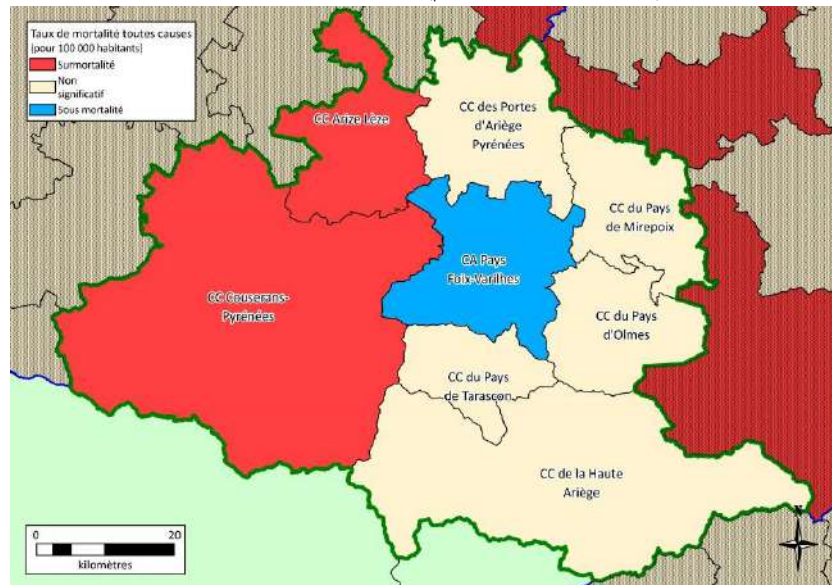 Taux de mortalité toutes causes
(pour 100 000 habitants)
Surmortalité
Non
significatif
Sous mortalité
CC Arize Lèze
CC des Portes
d'Ariège
Pyrénées
CC du Pays
de Mirepoix
CA Pays
Foix-Varilhes
CC Couserans-
Pyrénées
CC du Pays
d'Olmes
CC du Pays
de Tarascon
CC de la Haute
Ariège
N
0 20
kilomètres